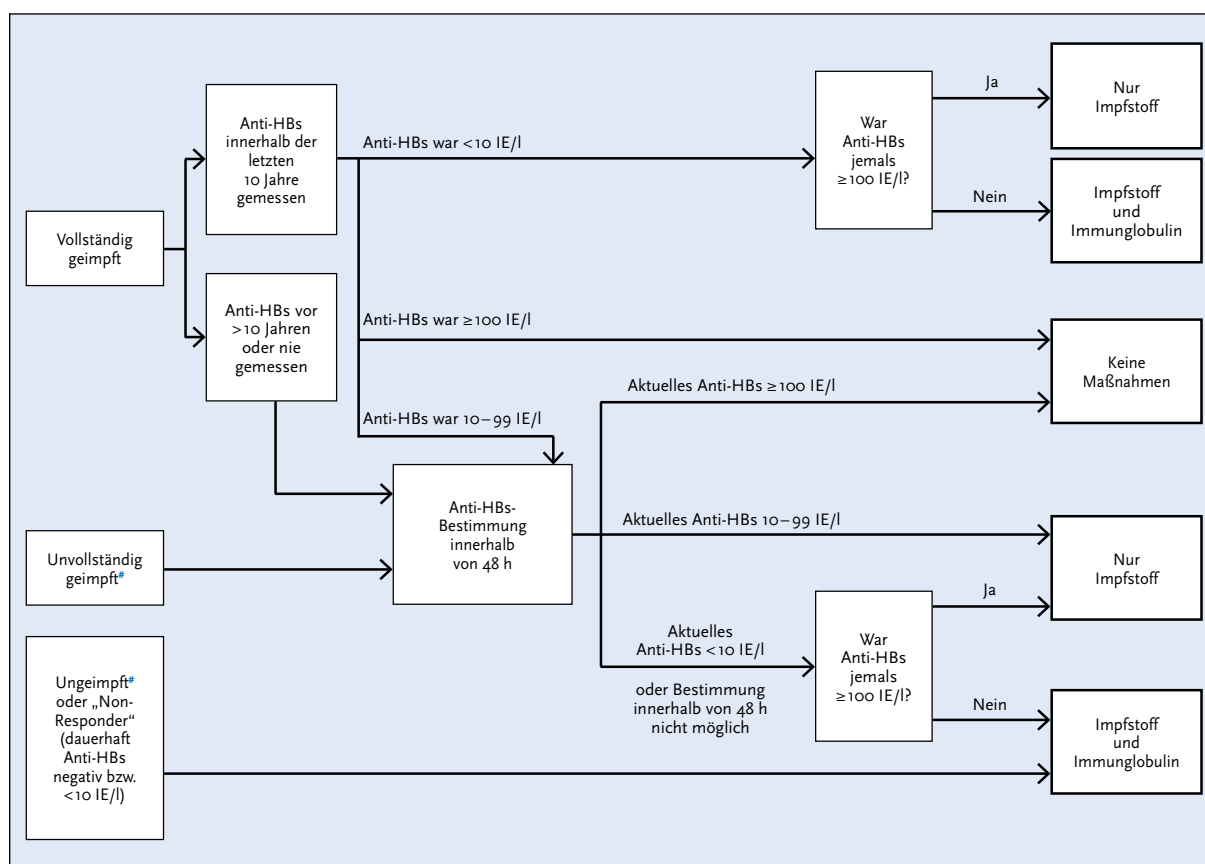 Vollständig
geimpft
Anti-HBs
innerhalb der
letzten
10 Jahre
gemessen
Anti-HBs vor
>10 Jahren
oder nie
gemessen
Anti-HBs war <10 IE/l
War
Anti-HBs
jemals
≥100 IE/l?
Ja
Nur
Impfstoff
Nein
Impfstoff
und
Immunglobulin
Anti-HBs war ≥100 IE/l
Keine
Maßnahmen
Aktuelles Anti-HBs ≥100 IE/l
Anti-HBs war 10–99 IE/l
Unvollständig
geimpft#
Anti-HBs-
Bestimmung
innerhalb
von 48 h
Aktuelles Anti-HBs 10–99 IE/l
Nur
Impfstoff
Aktuelles
Anti-HBs <10 IE/l
oder Bestimmung
innerhalb von 48 h
nicht möglich
War
Anti-HBs
jemals
≥100 IE/l?
Ja
Nein
Impfstoff
und
Immunglobulin
Ungeimpft#
oder „Non-
Responder“
(dauerhaft
Anti-HBs
negativ bzw.
<10 IE/l)